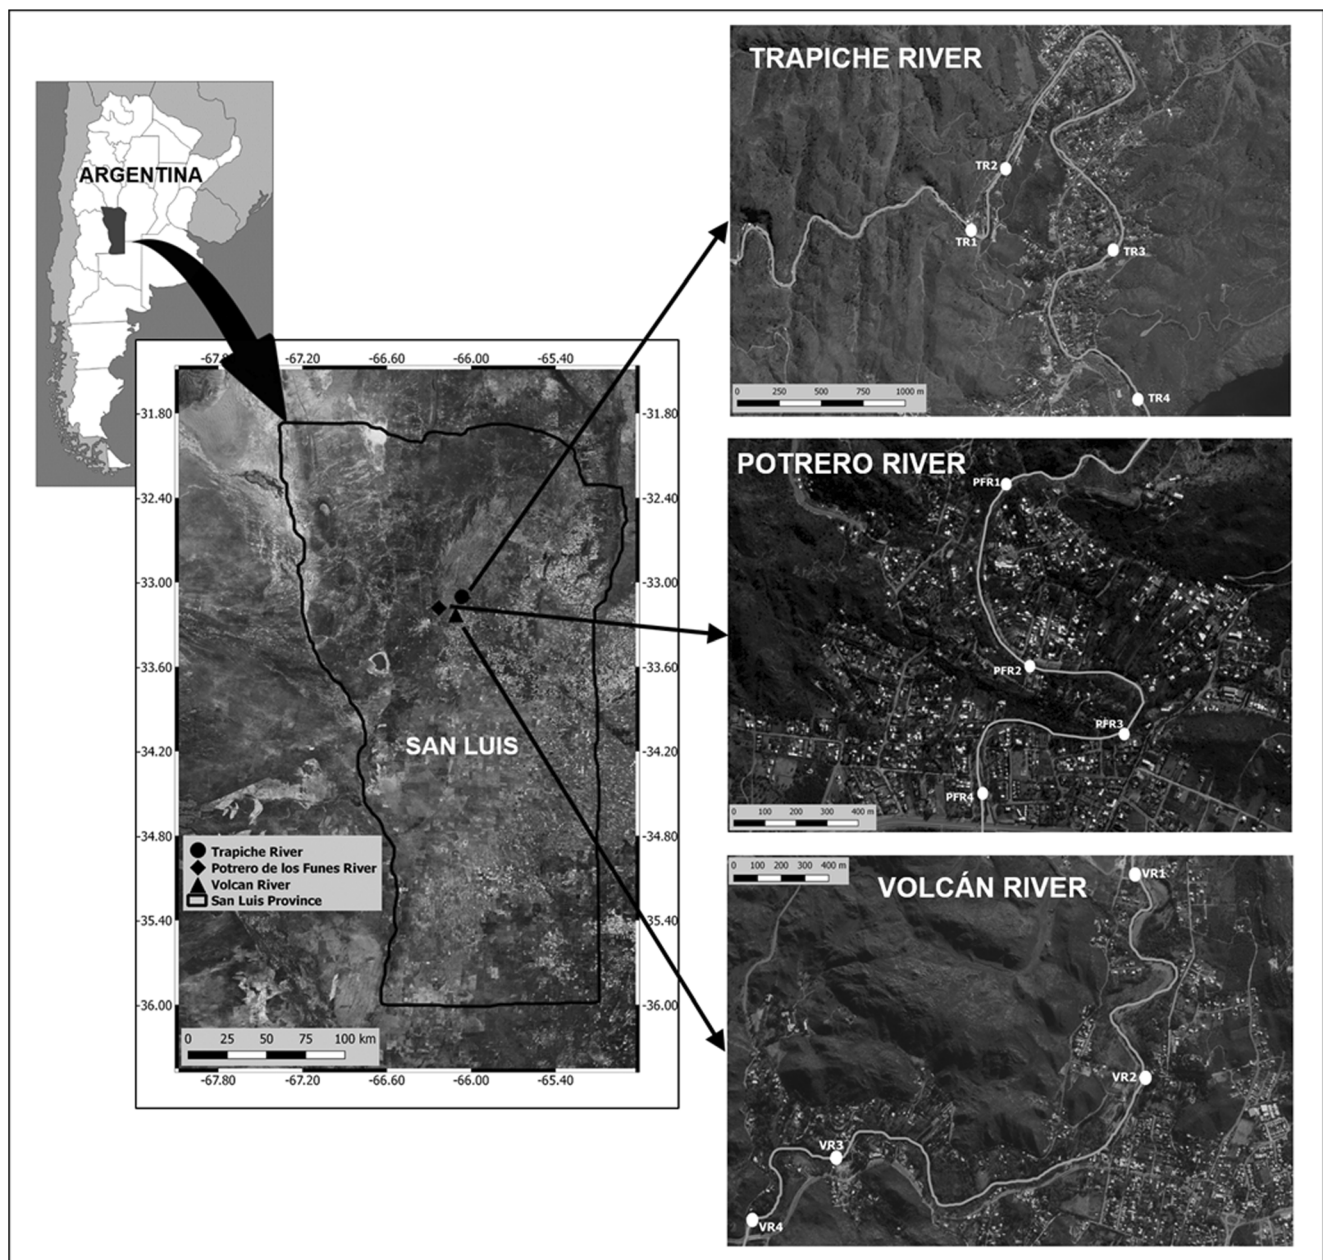 ARGENTINA
-67.80 -67.20 -66.60 -66.00 -65.40
-31.80 -31.80
-32.40 -32.40
-33.00 -33.00
-33.60 -33.60
-34.20 -34.20
-34.80 -34.80
-35.40 -35.40
-36.00 -36.00
SAN LUIS
Trapiche River
Potrero de los Funes River
Volcan River
San Luis Province
0 25 50 75 100 km
-67.80 -67.20 -66.60 -66.00 -65.40
TRAPICHE RIVER
TR2
TR1
TR3
0 250 500 750 1000 m
TR4
POTRERO RIVER
PFR1
PFR2
PFR3
PFR4
0 100 200 300 400 m
0 100 200 300 400 m
VOLCÁN RIVER
VR1
VR2
VR3
VR4